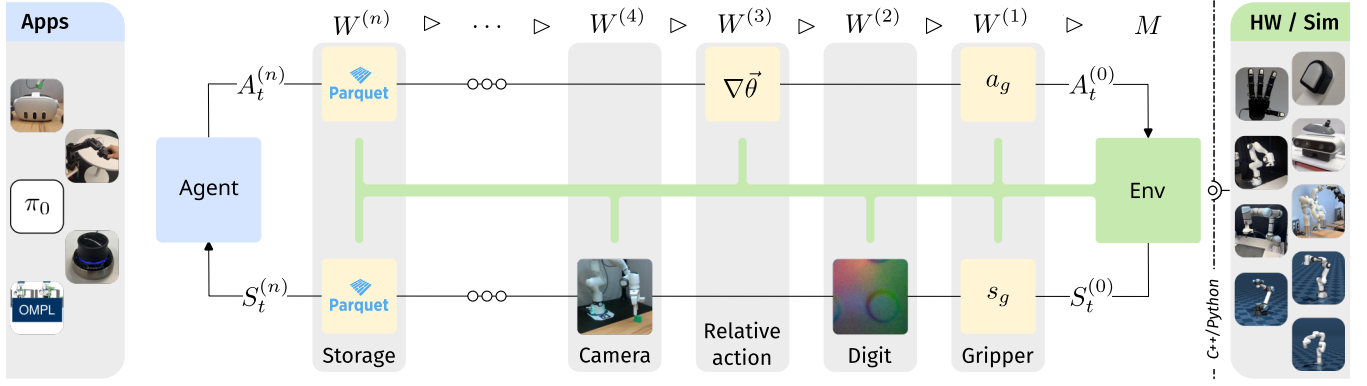 Apps
W^{(n)} ▷ ⋯ ▷ W^{(4)} ▷ W^{(3)} ▷ W^{(2)} ▷ W^{(1)} ▷ M
HW / Sim
A_t^{(n)}
Parquet
∇\vec{θ}
a_g
A_t^{(0)}
Agent
Env
π_0
S_t^{(n)}
Parquet
s_g
S_t^{(0)}
OMPL
Storage
Camera
Relative
action
Digit
Gripper
C++/Python